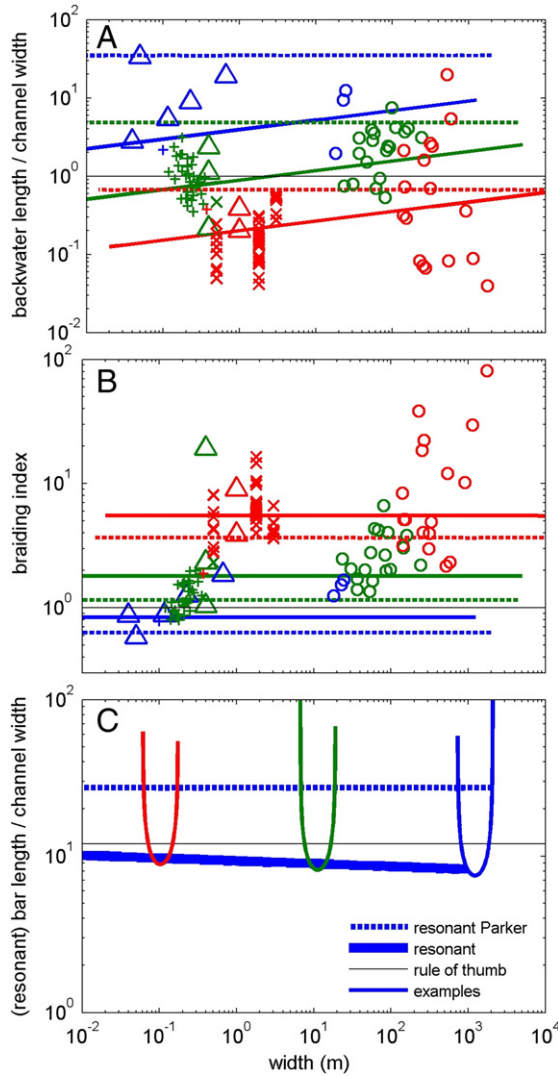 A
backwater length / channel width
10^2
10^1
10^0
10^-1
10^-2
B
braiding index
10^2
10^1
10^0
C
(resonant) bar length / channel width
10^2
10^1
10^0
resonant Parker
resonant
rule of thumb
examples
10^-2 10^-1 10^0 10^1 10^2 10^3 10^4
width (m)